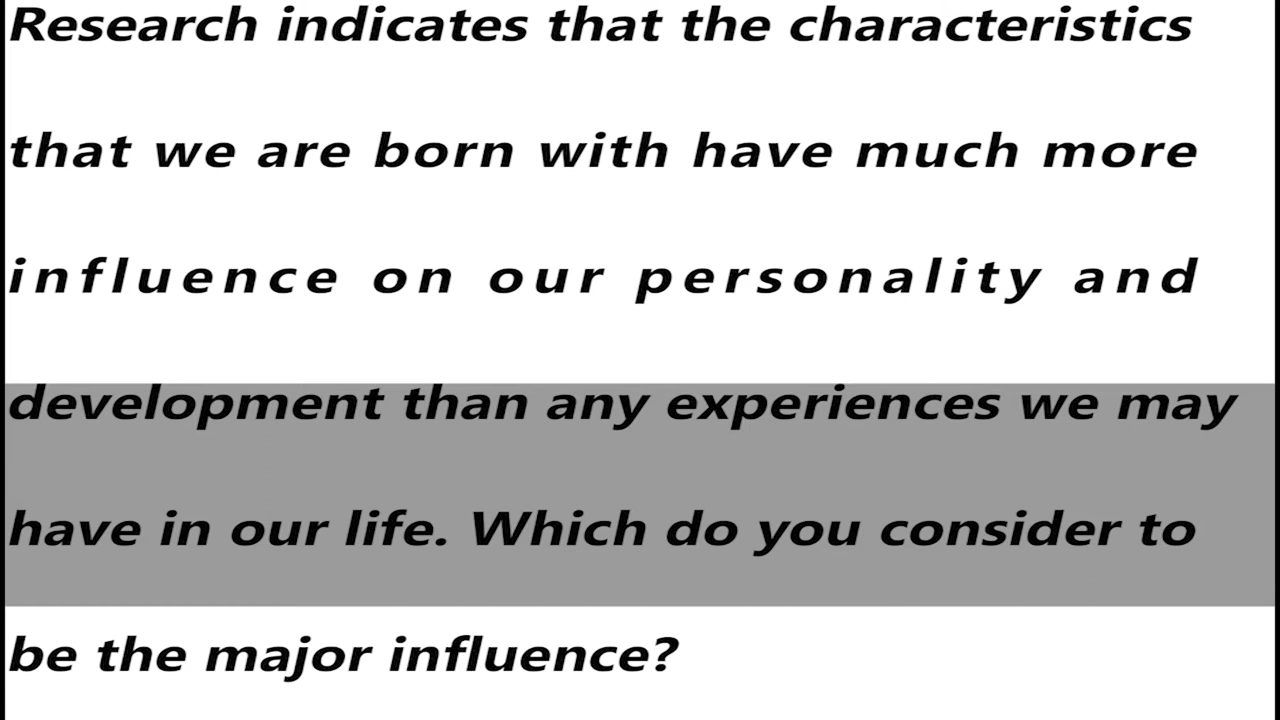 Research indicates that the characteristics
that we are born with have much more
influence on our personality and
development than any experiences we may
have in our life. Which do you consider to
be the major influence?